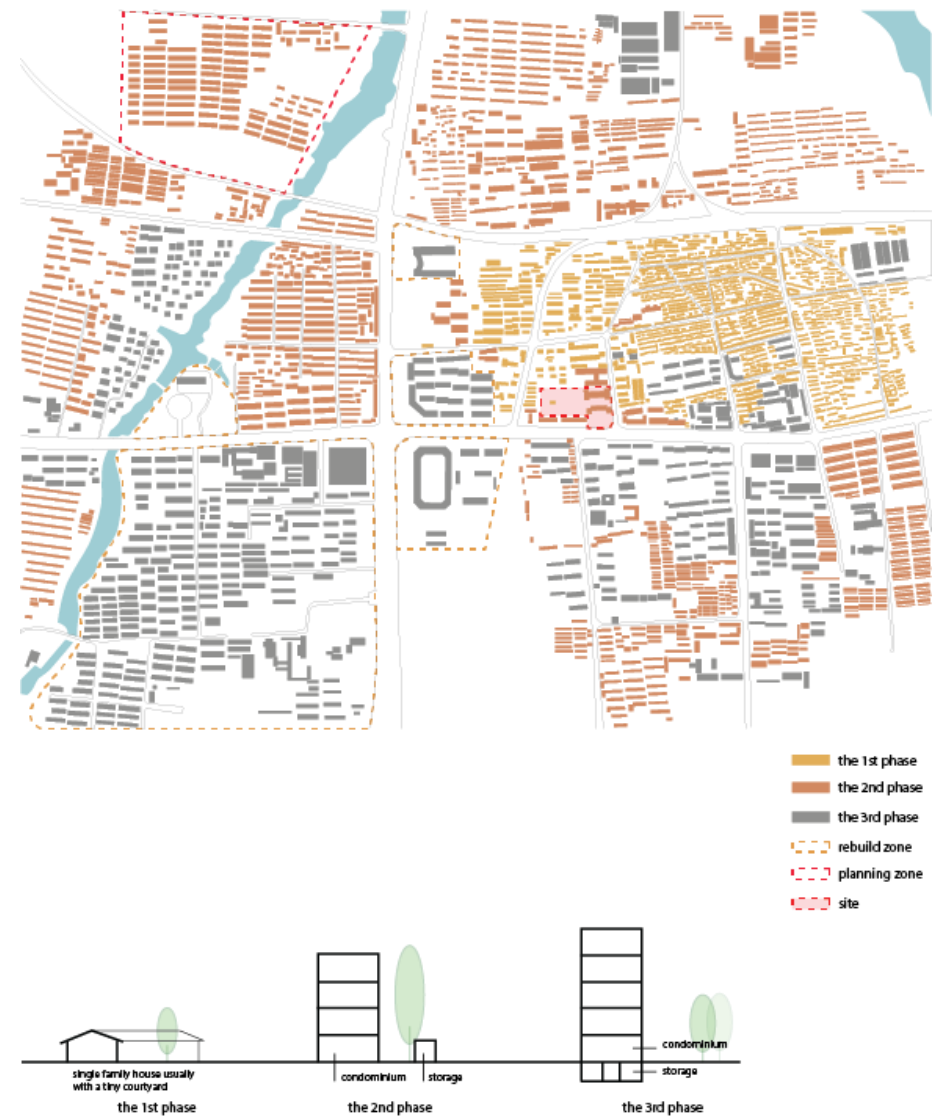 the 1st phase
the 2nd phase
the 3rd phase
rebuild zone
planning zone
site
single family house usually
with a tiny courtyard
condominium
storage
condominium
storage
the 1st phase
the 2nd phase
the 3rd phase